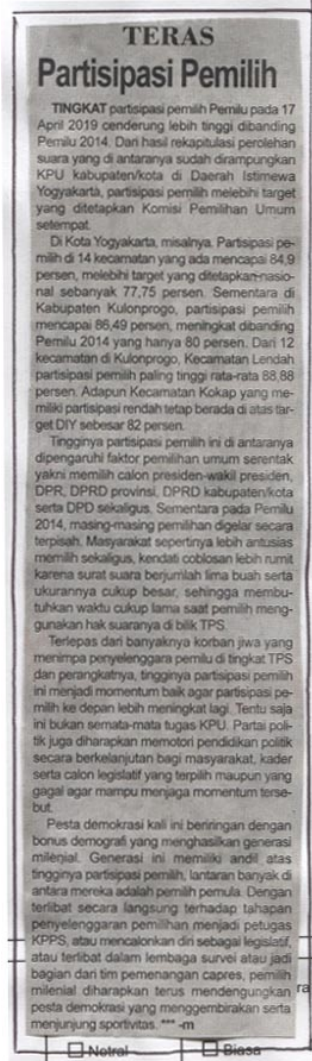 TERAS
Partisipasi Pemilih
TINGKAT partisipasi pemilih Pemilu pada 17
April 2019 cenderung lebih tinggi dibanding
Pemilu 2014. Dari hasil rekapitulasi perolehan
suara yang di antaranya sudah dirampungkan
KPU kabupaten/kota di Daerah Istimewa
Yogyakarta, partisipasi pemilih melebihi target
yang ditetapkan Komisi Pemilihan Umum
setempat.
Di Kota Yogyakarta, misalnya. Partisipasi pe-
milih di 14 kecamatan yang ada mencapai 84,9
persen, melebihi target yang ditetapkan nasio-
nal sebanyak 77,75 persen. Sementara di
Kabupaten Kulonprogo, partisipasi pemilih
mencapai 86,49 persen, meningkat dibanding
Pemilu 2014 yang hanya 80 persen. Dari 12
kecamatan di Kulonprogo, Kecamatan Lendah
partisipasi pemilih paling tinggi rata-rata 88,88
persen. Adapun Kecamatan Kokap yang me-
miliki partisipasi rendah tetap berada di atas tar-
get DIY sebesar 82 persen.
Tingginya partisipasi pemilih ini di antaranya
dipengaruhi faktor pemilihan umum serentak
yakni memilih calon presiden-wakil presiden,
DPR, DPRD provinsi, DPRD kabupaten/kota
serta DPD sekaligus. Sementara pada Pemilu
2014, masing-masing pemilihan digelar secara
terpisah. Masyarakat sepertinya lebih antusias
memilih sekaligus, kendati coblosan lebih rumit
karena surat suara berjumlah lima buah serta
ukurannya cukup besar, sehingga membu-
tuhkan waktu cukup lama saat pemilih meng-
gunakan hak suaranya di bilik TPS.
Terlepas dari banyaknya korban jiwa yang
menimpa penyelenggara pemilu di tingkat TPS
dan perangkatnya, tingginya partisipasi pemilih
ini menjadi momentum baik agar partisipasi pe-
milih ke depan lebih meningkat lagi. Tentu saja
ini bukan semata-mata tugas KPU. Partai poli-
tik juga diharapkan memotori pendidikan politik
secara berkelanjutan bagi masyarakat, kader
serta calon legislatif yang terpilih maupun yang
gagal agar mampu menjaga momentum terse-
but.
Pesta demokrasi kali ini beriringan dengan
bonus demografi yang menghasilkan generasi
milenial. Generasi ini memiliki andil atas
tingginya partisipasi pemilih, lantaran banyak di
antara mereka adalah pemilih pemula. Dengan
terlibat secara langsung terhadap tahapan
penyelenggaran pemilihan menjadi petugas
KPPS, atau mencalonkan diri sebagai legislatif,
atau terlibat dalam lembaga survei atau jadi
bagian dari tim pemenangan capres, pemilih
milenial diharapkan terus mendengungkan
pesta demokrasi yang menggembirakan serta
menjunjung sportivitas. *** -m
ra
Netral Biasa